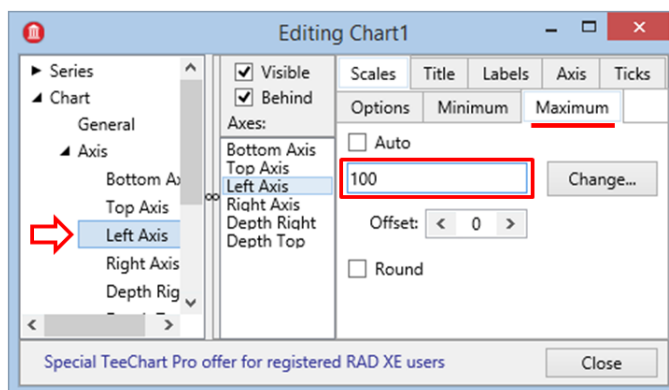 Editing Chart1
Series
Chart
General
Axis
Bottom Ax
Top Axis
Left Axis
Right Axis
Depth Rig
Visible
Behind
Axes:
Bottom Axis
Top Axis
Left Axis
Right Axis
Depth Right
Depth Top
Scales Title Labels Axis Ticks
Options Minimum Maximum
Auto
100 Change...
Offset: < 0 >
Round
Special TeeChart Pro offer for registered RAD XE users
Close